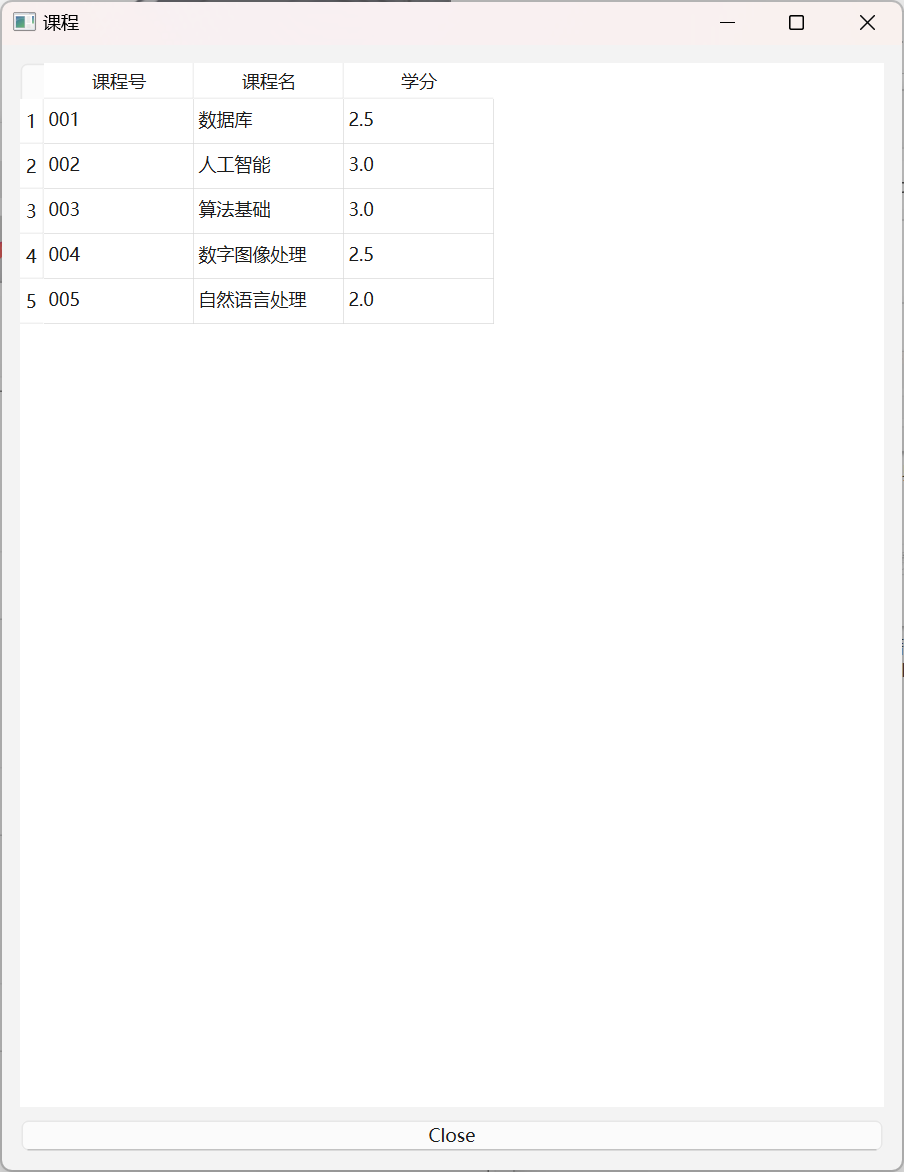 课程
课程号 课程名 学分
1 001 数据库 2.5
2 002 人工智能 3.0
3 003 算法基础 3.0
4 004 数字图像处理 2.5
5 005 自然语言处理 2.0
Close